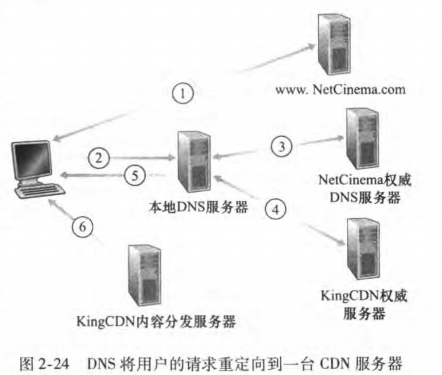 ①
www. NetCinema.com
②
③
⑤
NetCinema权威
DNS服务器
本地DNS服务器
④
⑥
KingCDN权威
服务器
KingCDN内容分发服务器
图 2-24 DNS 将用户的请求重定向到一台 CDN 服务器